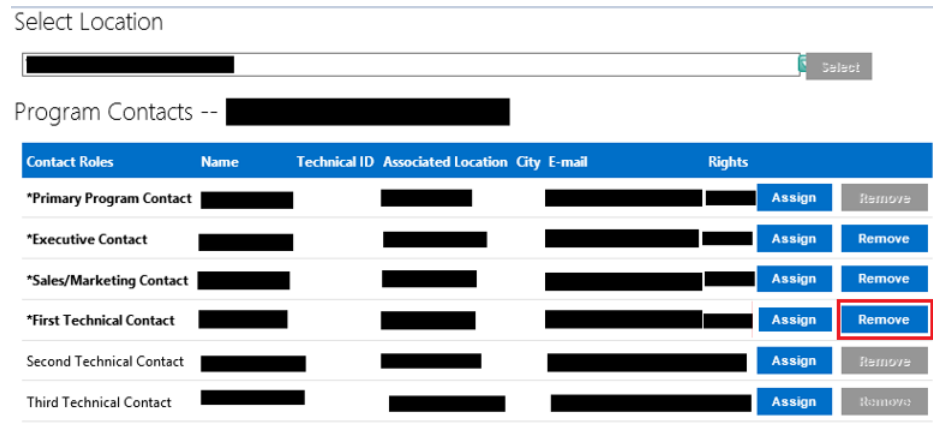 Select Location
Select
Program Contacts --
Contact Roles Name Technical ID Associated Location City E-mail Rights
*Primary Program Contact Assign Remove
*Executive Contact Assign Remove
*Sales/Marketing Contact Assign Remove
*First Technical Contact Assign Remove
Second Technical Contact Assign Remove
Third Technical Contact Assign Remove